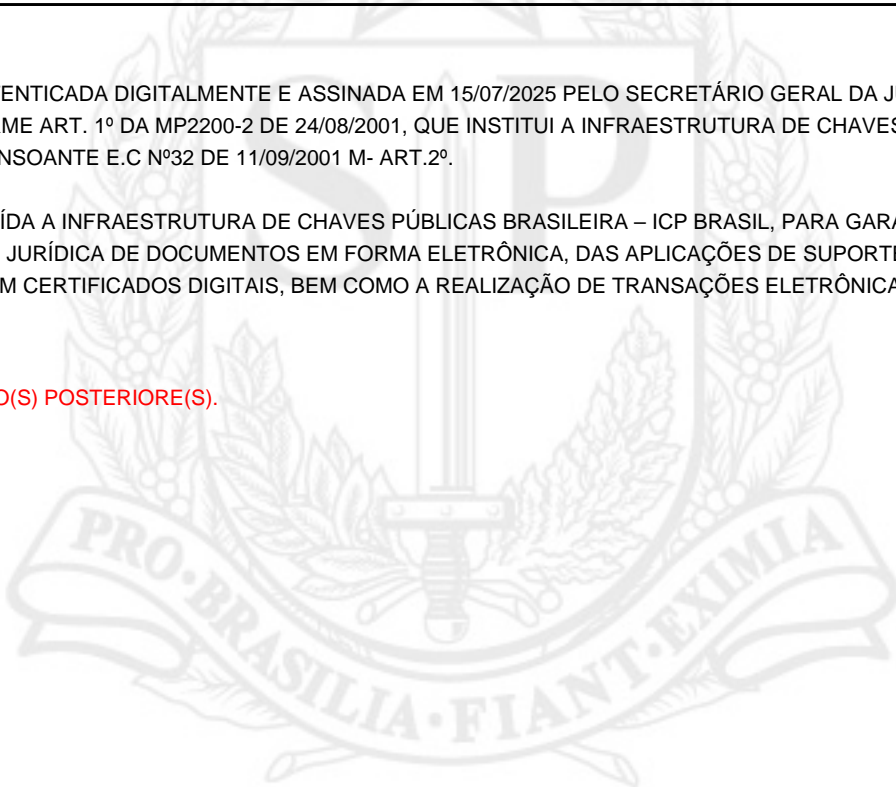 ENTICADA DIGITALMENTE E ASSINADA EM 15/07/2025 PELO SECRETÁRIO GERAL DA
ME ART. 1º DA MP2200-2 DE 24/08/2001, QUE INSTITUI A INFRAESTRUTURA DE CHAVES
NSOANTE E.C Nº32 DE 11/09/2001 M- ART.2º.
ÍDA A INFRAESTRUTURA DE CHAVES PÚBLICAS BRASILEIRA – ICP BRASIL, PARA GARA
JURÍDICA DE DOCUMENTOS EM FORMA ELETRÔNICA, DAS APLICAÇÕES DE SUPORTE
M CERTIFICADOS DIGITAIS, BEM COMO A REALIZAÇÃO DE TRANSAÇÕES ELETRÔNICA
O(S) POSTERIORE(S).
SP
PRO·BRASILIA·FIANT·EXIMIA